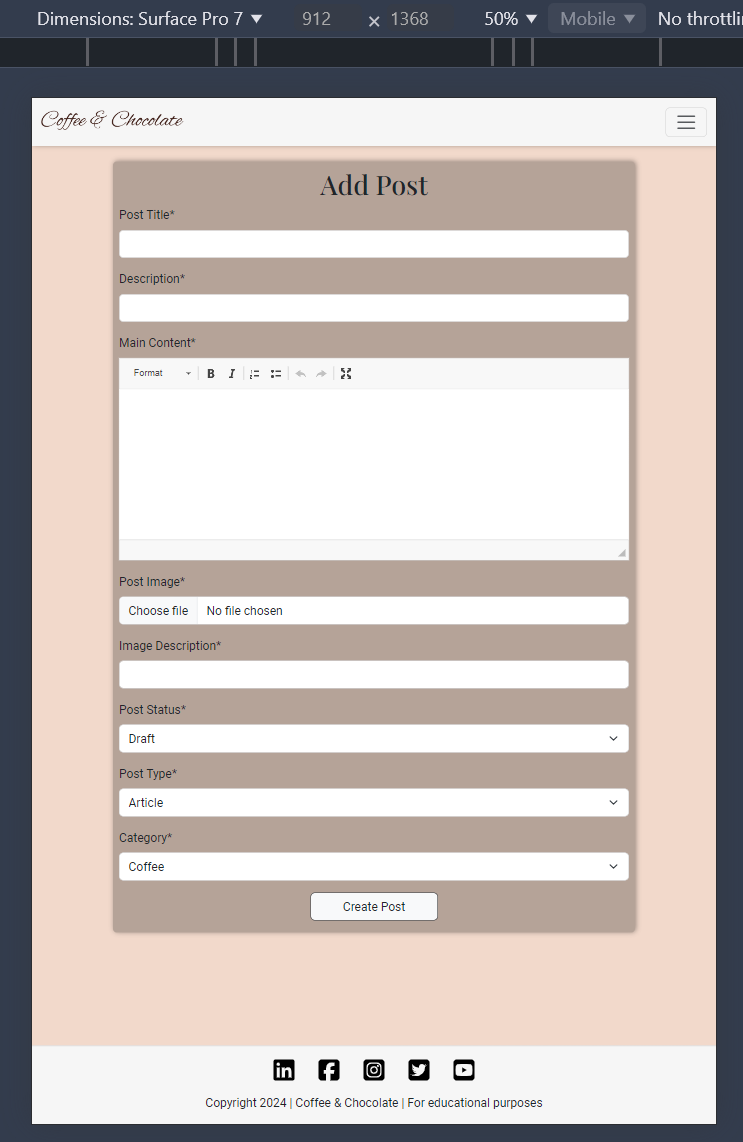 Dimensions: Surface Pro 7 ▼ 912 × 1368 50% ▼ Mobile ▼ No throttli
Coffee & Chocolate
Add Post
Post Title*
Description*
Main Content*
Format B I
Post Image*
Choose file No file chosen
Image Description*
Post Status*
Draft
Post Type*
Article
Category*
Coffee
Create Post
Copyright 2024 | Coffee & Chocolate | For educational purposes